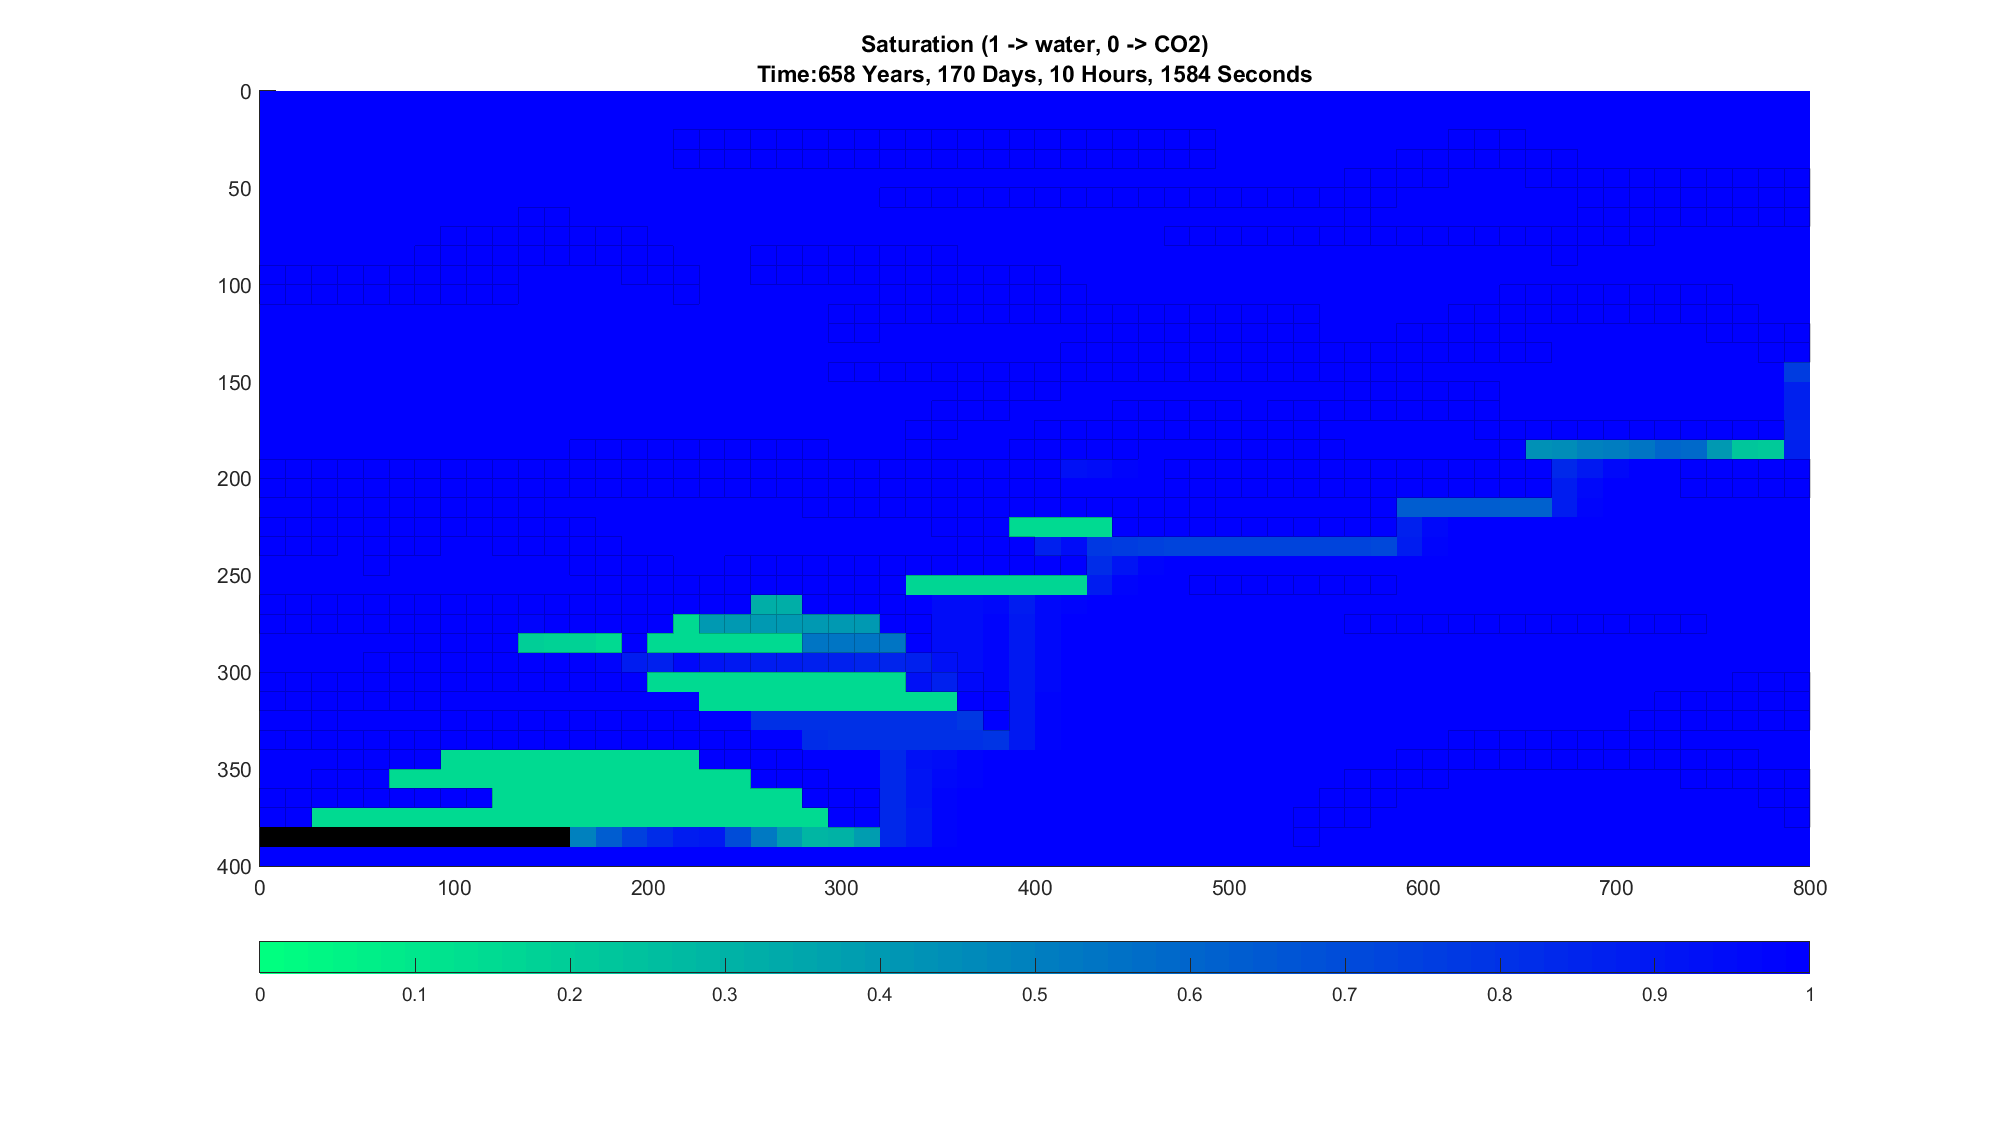 Saturation (1 -> water, 0 -> CO2)
Time:658 Years, 170 Days, 10 Hours, 1584 Seconds
0
50
100
150
200
250
300
350
400
0 100 200 300 400 500 600 700 800
0 0.1 0.2 0.3 0.4 0.5 0.6 0.7 0.8 0.9 1